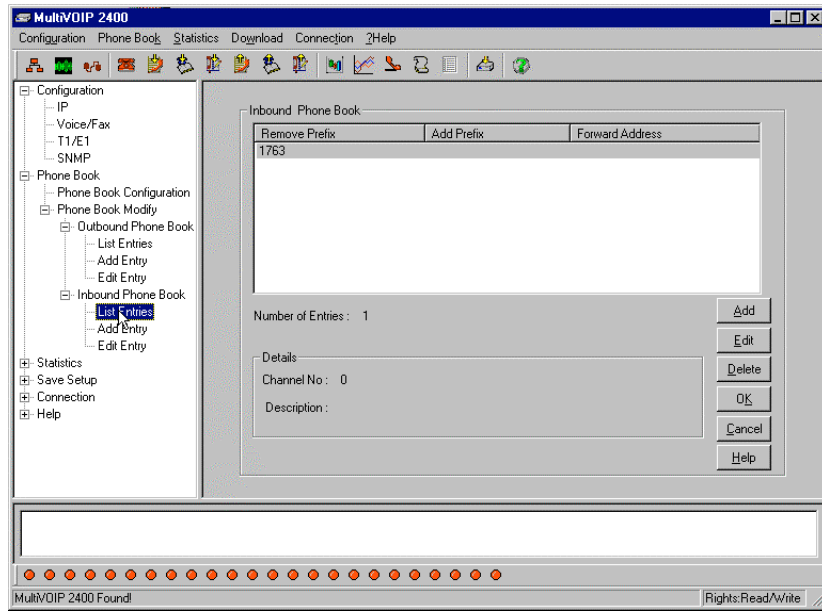 MultiVOIP 2400
Configuration Phone Book Statistics Download Connection ?Help
Configuration
IP
Voice/Fax
T1/E1
SNMP
Phone Book
Phone Book Configuration
Phone Book Modify
Outbound Phone Book
List Entries
Add Entry
Edit Entry
Inbound Phone Book
List Entries
Add Entry
Edit Entry
Statistics
Save Setup
Connection
Help
Inbound Phone Book
Remove Prefix Add Prefix Forward Address
1763
Number of Entries : 1
Details
Channel No : 0
Description :
Add
Edit
Delete
OK
Cancel
Help
MultiVOIP 2400 Found!
Rights:Read/Write